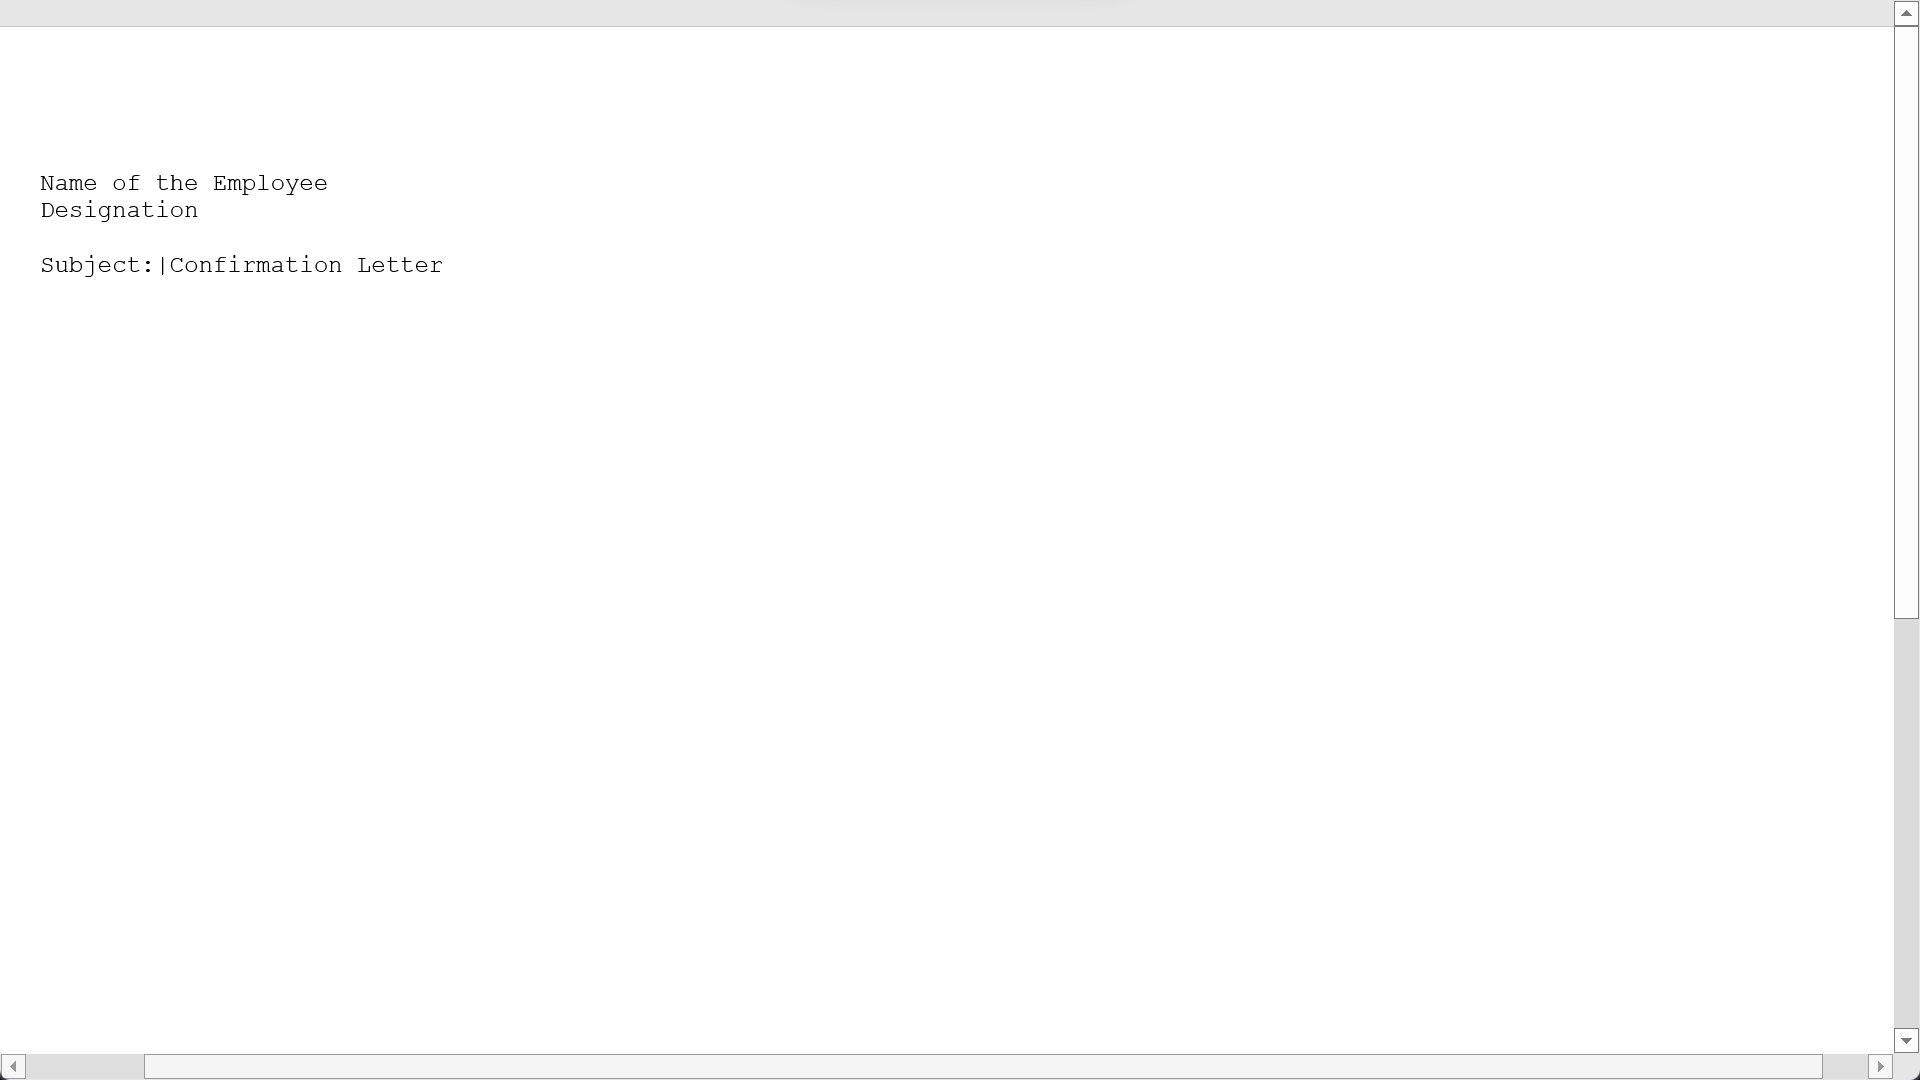 Name of the Employee
Designation
Subject: Confirmation Letter